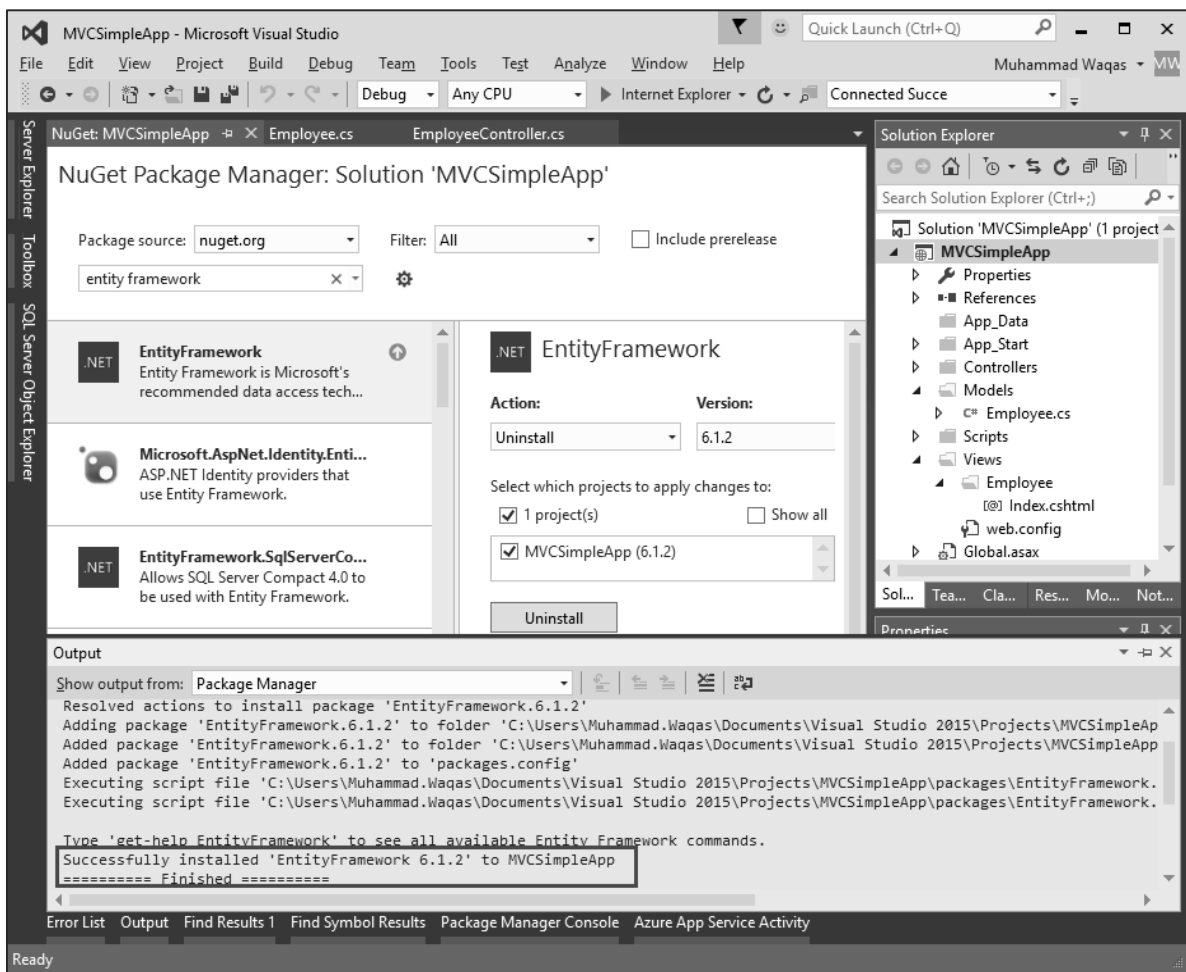 MVCSimpleApp - Microsoft Visual Studio
Quick Launch (Ctrl+Q)
File Edit View Project Build Debug Team Tools Test Analyze Window Help
Muhammad Waqas MW
Debug Any CPU Internet Explorer Connected Succe
Server Explorer
Toolbox
SQL Server Object Explorer
NuGet: MVCSimpleApp Employee.cs EmployeeController.cs
NuGet Package Manager: Solution 'MVCSimpleApp'
Package source: nuget.org Filter: All Include prerelease
entity framework
.NET
EntityFramework
Entity Framework is Microsoft's
recommended data access tech...
Microsoft.AspNet.Identity.Enti...
ASP.NET Identity providers that
use Entity Framework.
.NET
EntityFramework.SqlServerCo...
Allows SQL Server Compact 4.0 to
be used with Entity Framework.
.NET EntityFramework
Action: Version:
Uninstall 6.1.2
Select which projects to apply changes to:
1 project(s) Show all
MVCSimpleApp (6.1.2)
Uninstall
Solution Explorer
Search Solution Explorer (Ctrl+;)
Solution 'MVCSimpleApp' (1 project
MVCSimpleApp
Properties
References
App_Data
App_Start
Controllers
Models
C# Employee.cs
Scripts
Views
Employee
[@] Index.cshtml
web.config
Global.asax
Sol... Tea... Cla... Res... Mo... Not...
Properties
Output
Show output from: Package Manager
Resolved actions to install package 'EntityFramework.6.1.2'
Adding package 'EntityFramework.6.1.2' to folder 'C:\Users\Muhammad.Waqas\Documents\Visual Studio 2015\Projects\MVCSimpleAp
Added package 'EntityFramework.6.1.2' to folder 'C:\Users\Muhammad.Waqas\Documents\Visual Studio 2015\Projects\MVCSimpleApp
Added package 'EntityFramework.6.1.2' to 'packages.config'
Executing script file 'C:\Users\Muhammad.Waqas\Documents\Visual Studio 2015\Projects\MVCSimpleApp\packages\EntityFramework.
Executing script file 'C:\Users\Muhammad.Waqas\Documents\Visual Studio 2015\Projects\MVCSimpleApp\packages\EntityFramework.
Type 'get-help EntityFramework' to see all available Entity Framework commands.
Successfully installed 'EntityFramework 6.1.2' to MVCSimpleApp
========== Finished ==========
Error List Output Find Results 1 Find Symbol Results Package Manager Console Azure App Service Activity
Ready